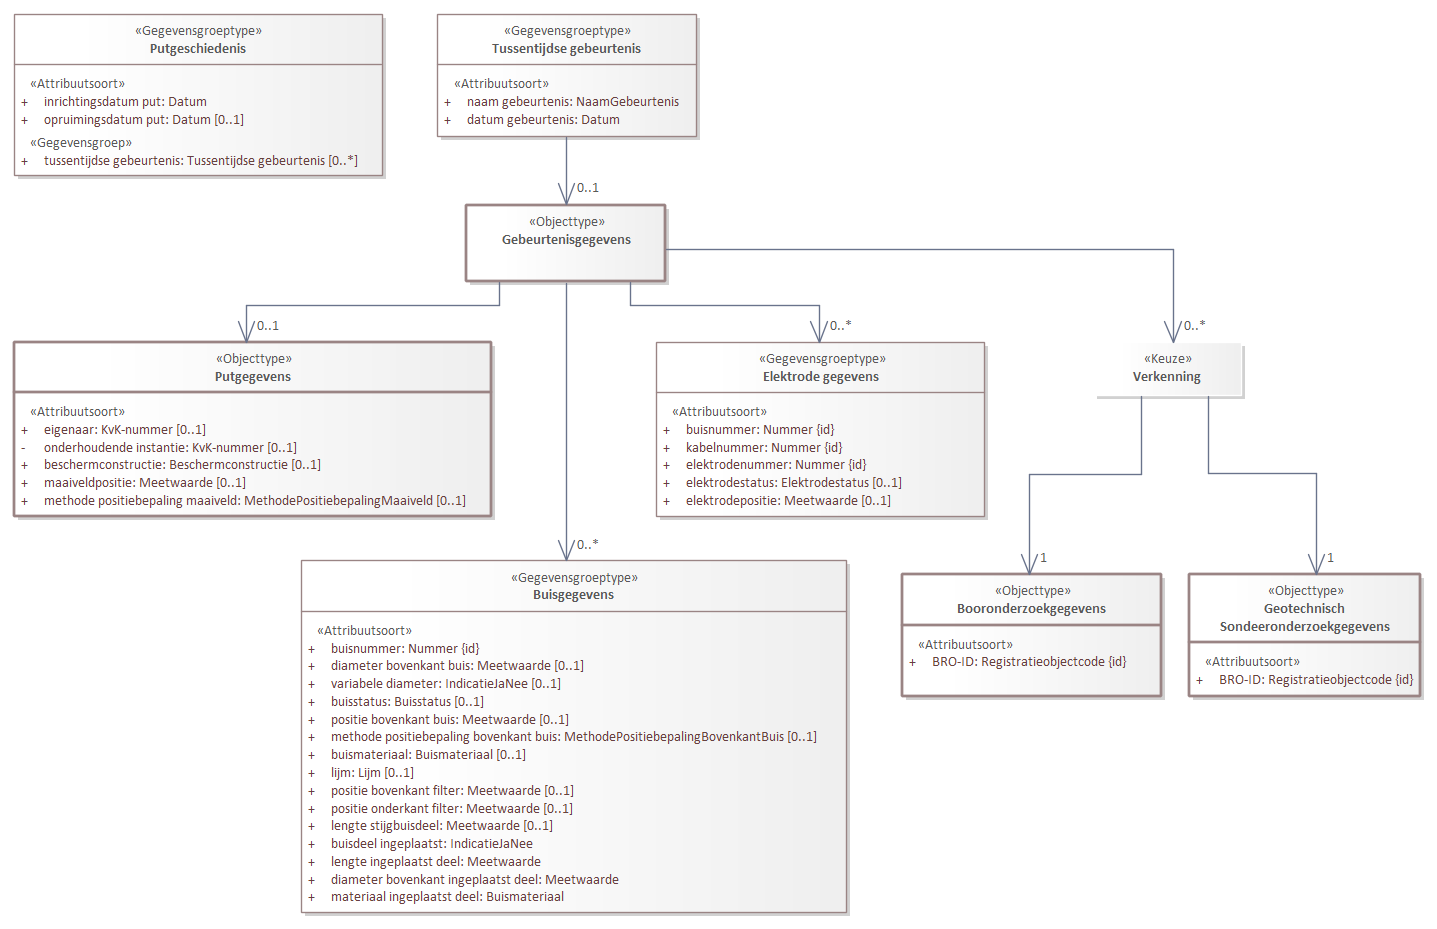 «Gegevensgroeptype»
Putgeschiedenis
«Attribuutsoort»
+ inrichtingsdatum put: Datum
+ opruimingsdatum put: Datum [0..1]
«Gegevensgroep»
+ tussentijdse gebeurtenis: Tussentijdse gebeurtenis [0..*]
«Gegevensgroeptype»
Tussentijdse gebeurtenis
«Attribuutsoort»
+ naam gebeurtenis: NaamGebeurtenis
+ datum gebeurtenis: Datum
0..1
«Objecttype»
Gebeurtenisgegevens
0..1
0..*
0..*
«Objecttype»
Putgegevens
«Attribuutsoort»
+ eigenaar: KvK-nummer [0..1]
- onderhoudende instantie: KvK-nummer [0..1]
+ beschermconstructie: Beschermconstructie [0..1]
+ maaiveldpositie: Meetwaarde [0..1]
+ methode positiebepaling maaiveld: MethodePositiebepalingMaaiveld [0..1]
«Gegevensgroeptype»
Elektrode gegevens
«Attribuutsoort»
+ buisnummer: Nummer {id}
+ kabelnummer: Nummer {id}
+ elektrodenummer: Nummer {id}
+ elektrodestatus: Elektrodestatus [0..1]
+ elektrodepositie: Meetwaarde [0..1]
«Keuze»
Verkenning
0..*
«Gegevensgroeptype»
Buisgegevens
«Attribuutsoort»
+ buisnummer: Nummer {id}
+ diameter bovenkant buis: Meetwaarde [0..1]
+ variabele diameter: IndicatieJaNee [0..1]
+ buisstatus: Buisstatus [0..1]
+ positie bovenkant buis: Meetwaarde [0..1]
+ methode positiebepaling bovenkant buis: MethodePositiebepalingBovenkantBuis [0..1]
+ buismateriaal: Buismateriaal [0..1]
+ lijm: Lijm [0..1]
+ positie bovenkant filter: Meetwaarde [0..1]
+ positie onderkant filter: Meetwaarde [0..1]
+ lengte stijgbuisdeel: Meetwaarde [0..1]
+ buisdeel ingeplaatst: IndicatieJaNee
+ lengte ingeplaatst deel: Meetwaarde
+ diameter bovenkant ingeplaatst deel: Meetwaarde
+ materiaal ingeplaatst deel: Buismateriaal
1
«Objecttype»
Booronderzoekgegevens
«Attribuutsoort»
+ BRO-ID: Registratieobjectcode {id}
1
«Objecttype»
Geotechnisch
Sondeeronderzoekgegevens
«Attribuutsoort»
+ BRO-ID: Registratieobjectcode {id}